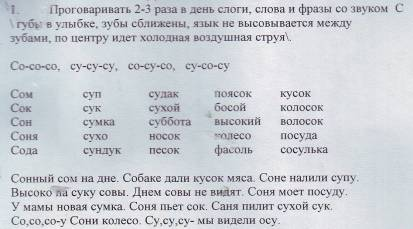 1. Проговаривать 2-3 раза в день слоги, слова и фразы со звуком С
\ губы в улыбке, зубы сближены, язык не высовывается между
зубами, по центру идет холодная воздушная струя\.
Со-со-со, су-су-су, со-су-со, су-со-су
Сом суп судак поясок кусок
Сок сук сухой босой колосок
Сон сумка суббота высокий волосок
Соня сухо носок колесо посуда
Сода сундук песок фасоль сосулька
Сонный сом на дне. Собаке дали кусок мяса. Соне налили супу.
Высоко на суку совы. Днем совы не видят. Соня моет посуду.
У мамы новая сумка. Соня пьет сок. Саня пилит сухой сук.
Со,со,со-у Сони колесо. Су,су,су- мы видели осу.